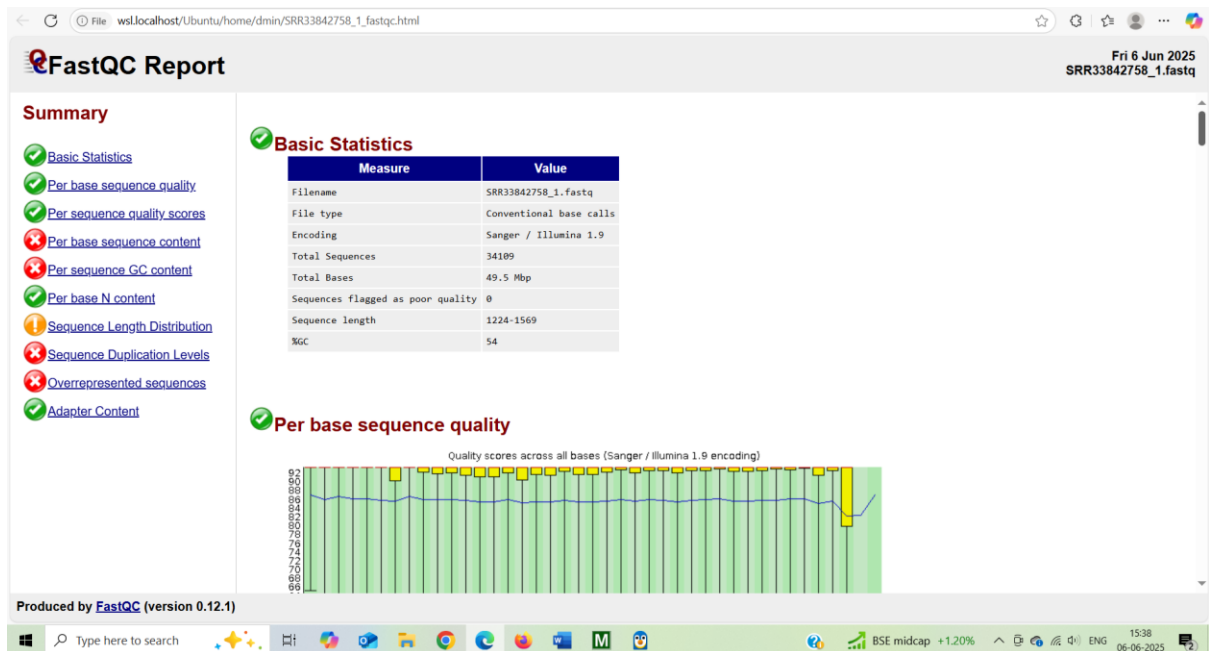 File wsl.localhost/Ubuntu/home/dmin/SRR33842758_1_fastqc.html
FastQC Report
Fri 6 Jun 2025
SRR33842758_1.fastq
Summary
Basic Statistics
Per base sequence quality
Per sequence quality scores
Per base sequence content
Per sequence GC content
Per base N content
Sequence Length Distribution
Sequence Duplication Levels
Overrepresented sequences
Adapter Content
Basic Statistics
Measure Value
Filename SRR33842758_1.fastq
File type Conventional base calls
Encoding Sanger / Illumina 1.9
Total Sequences 34109
Total Bases 49.5 Mbp
Sequences flagged as poor quality 0
Sequence length 1224-1569
%GC 54
Per base sequence quality
Quality scores across all bases (Sanger / Illumina 1.9 encoding)
92
90
88
86
84
82
80
78
76
74
72
70
68
66
Produced by FastQC (version 0.12.1)
Type here to search
BSE midcap +1.20%
ENG
15:38
06-06-2025